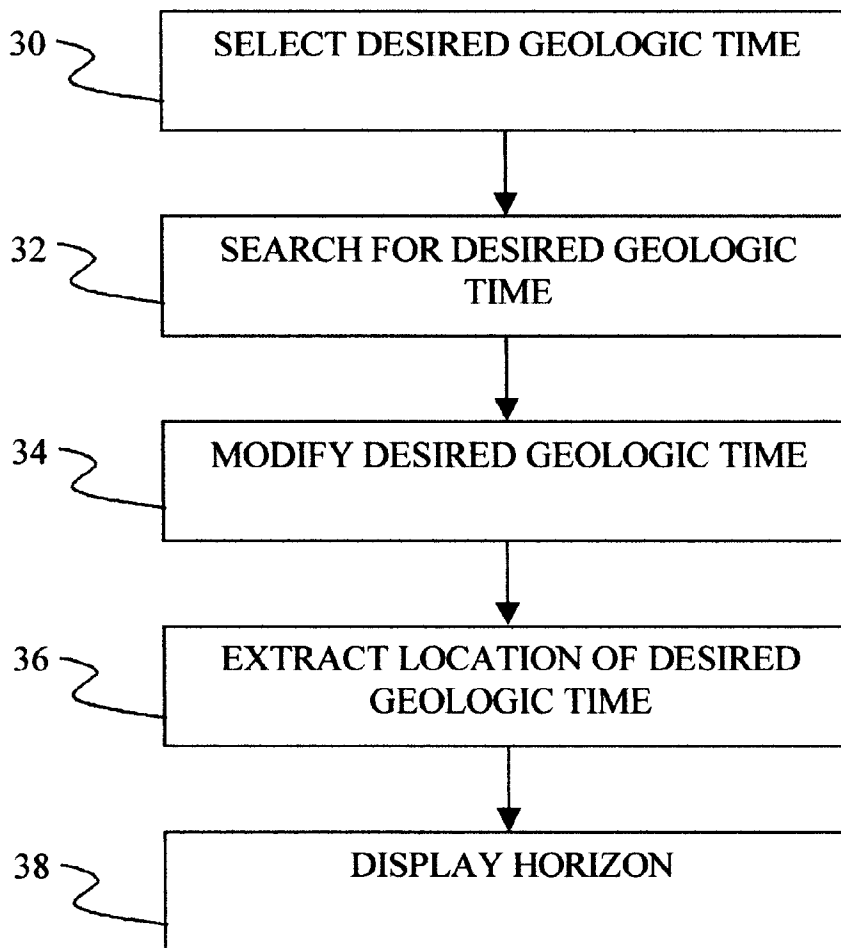 30
SELECT DESIRED GEOLOGIC TIME
32
SEARCH FOR DESIRED GEOLOGIC
TIME
34
MODIFY DESIRED GEOLOGIC TIME
36
EXTRACT LOCATION OF DESIRED
GEOLOGIC TIME
38
DISPLAY HORIZON